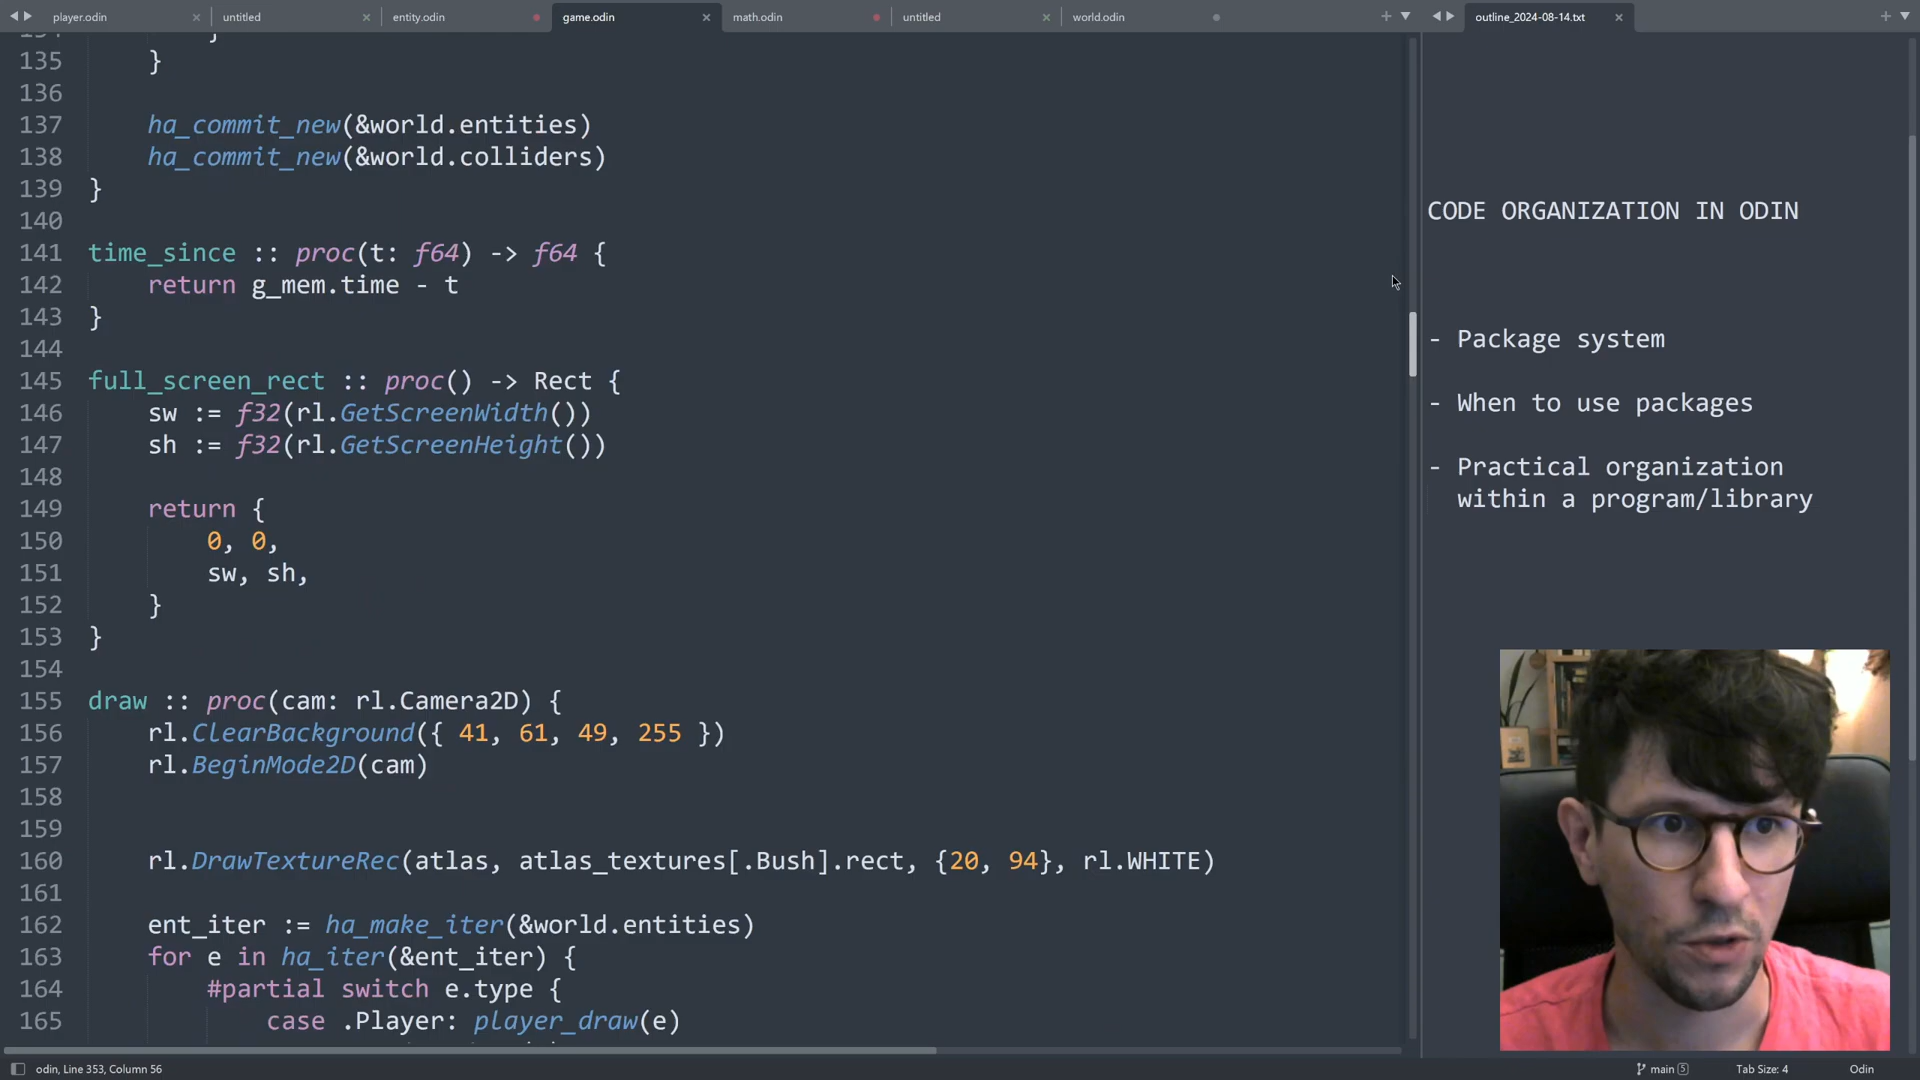 player.odin untitled entity.odin game.odin math.odin untitled world.odin outline_2024-08-14.txt
135 }
136
137 ha_commit_new(&world.entities)
138 ha_commit_new(&world.colliders)
139 }
140
141 time_since :: proc(t: f64) -> f64 {
142 return g_mem.time - t
143 }
144
145 full_screen_rect :: proc() -> Rect {
146 sw := f32(rl.GetScreenWidth())
147 sh := f32(rl.GetScreenHeight())
148
149 return {
150 0, 0,
151 sw, sh,
152 }
153 }
154
155 draw :: proc(cam: rl.Camera2D) {
156 rl.ClearBackground({ 41, 61, 49, 255 })
157 rl.BeginMode2D(cam)
158
159
160 rl.DrawTextureRec(atlas, atlas_textures[.Bush].rect, {20, 94}, rl.WHITE)
161
162 ent_iter := ha_make_iter(&world.entities)
163 for e in ha_iter(&ent_iter) {
164 #partial switch e.type {
165 case .Player: player_draw(e)
CODE ORGANIZATION IN ODIN
- Package system
- When to use packages
- Practical organization
within a program/library
odin, Line 353, Column 56 main 5 Tab Size: 4 Odin